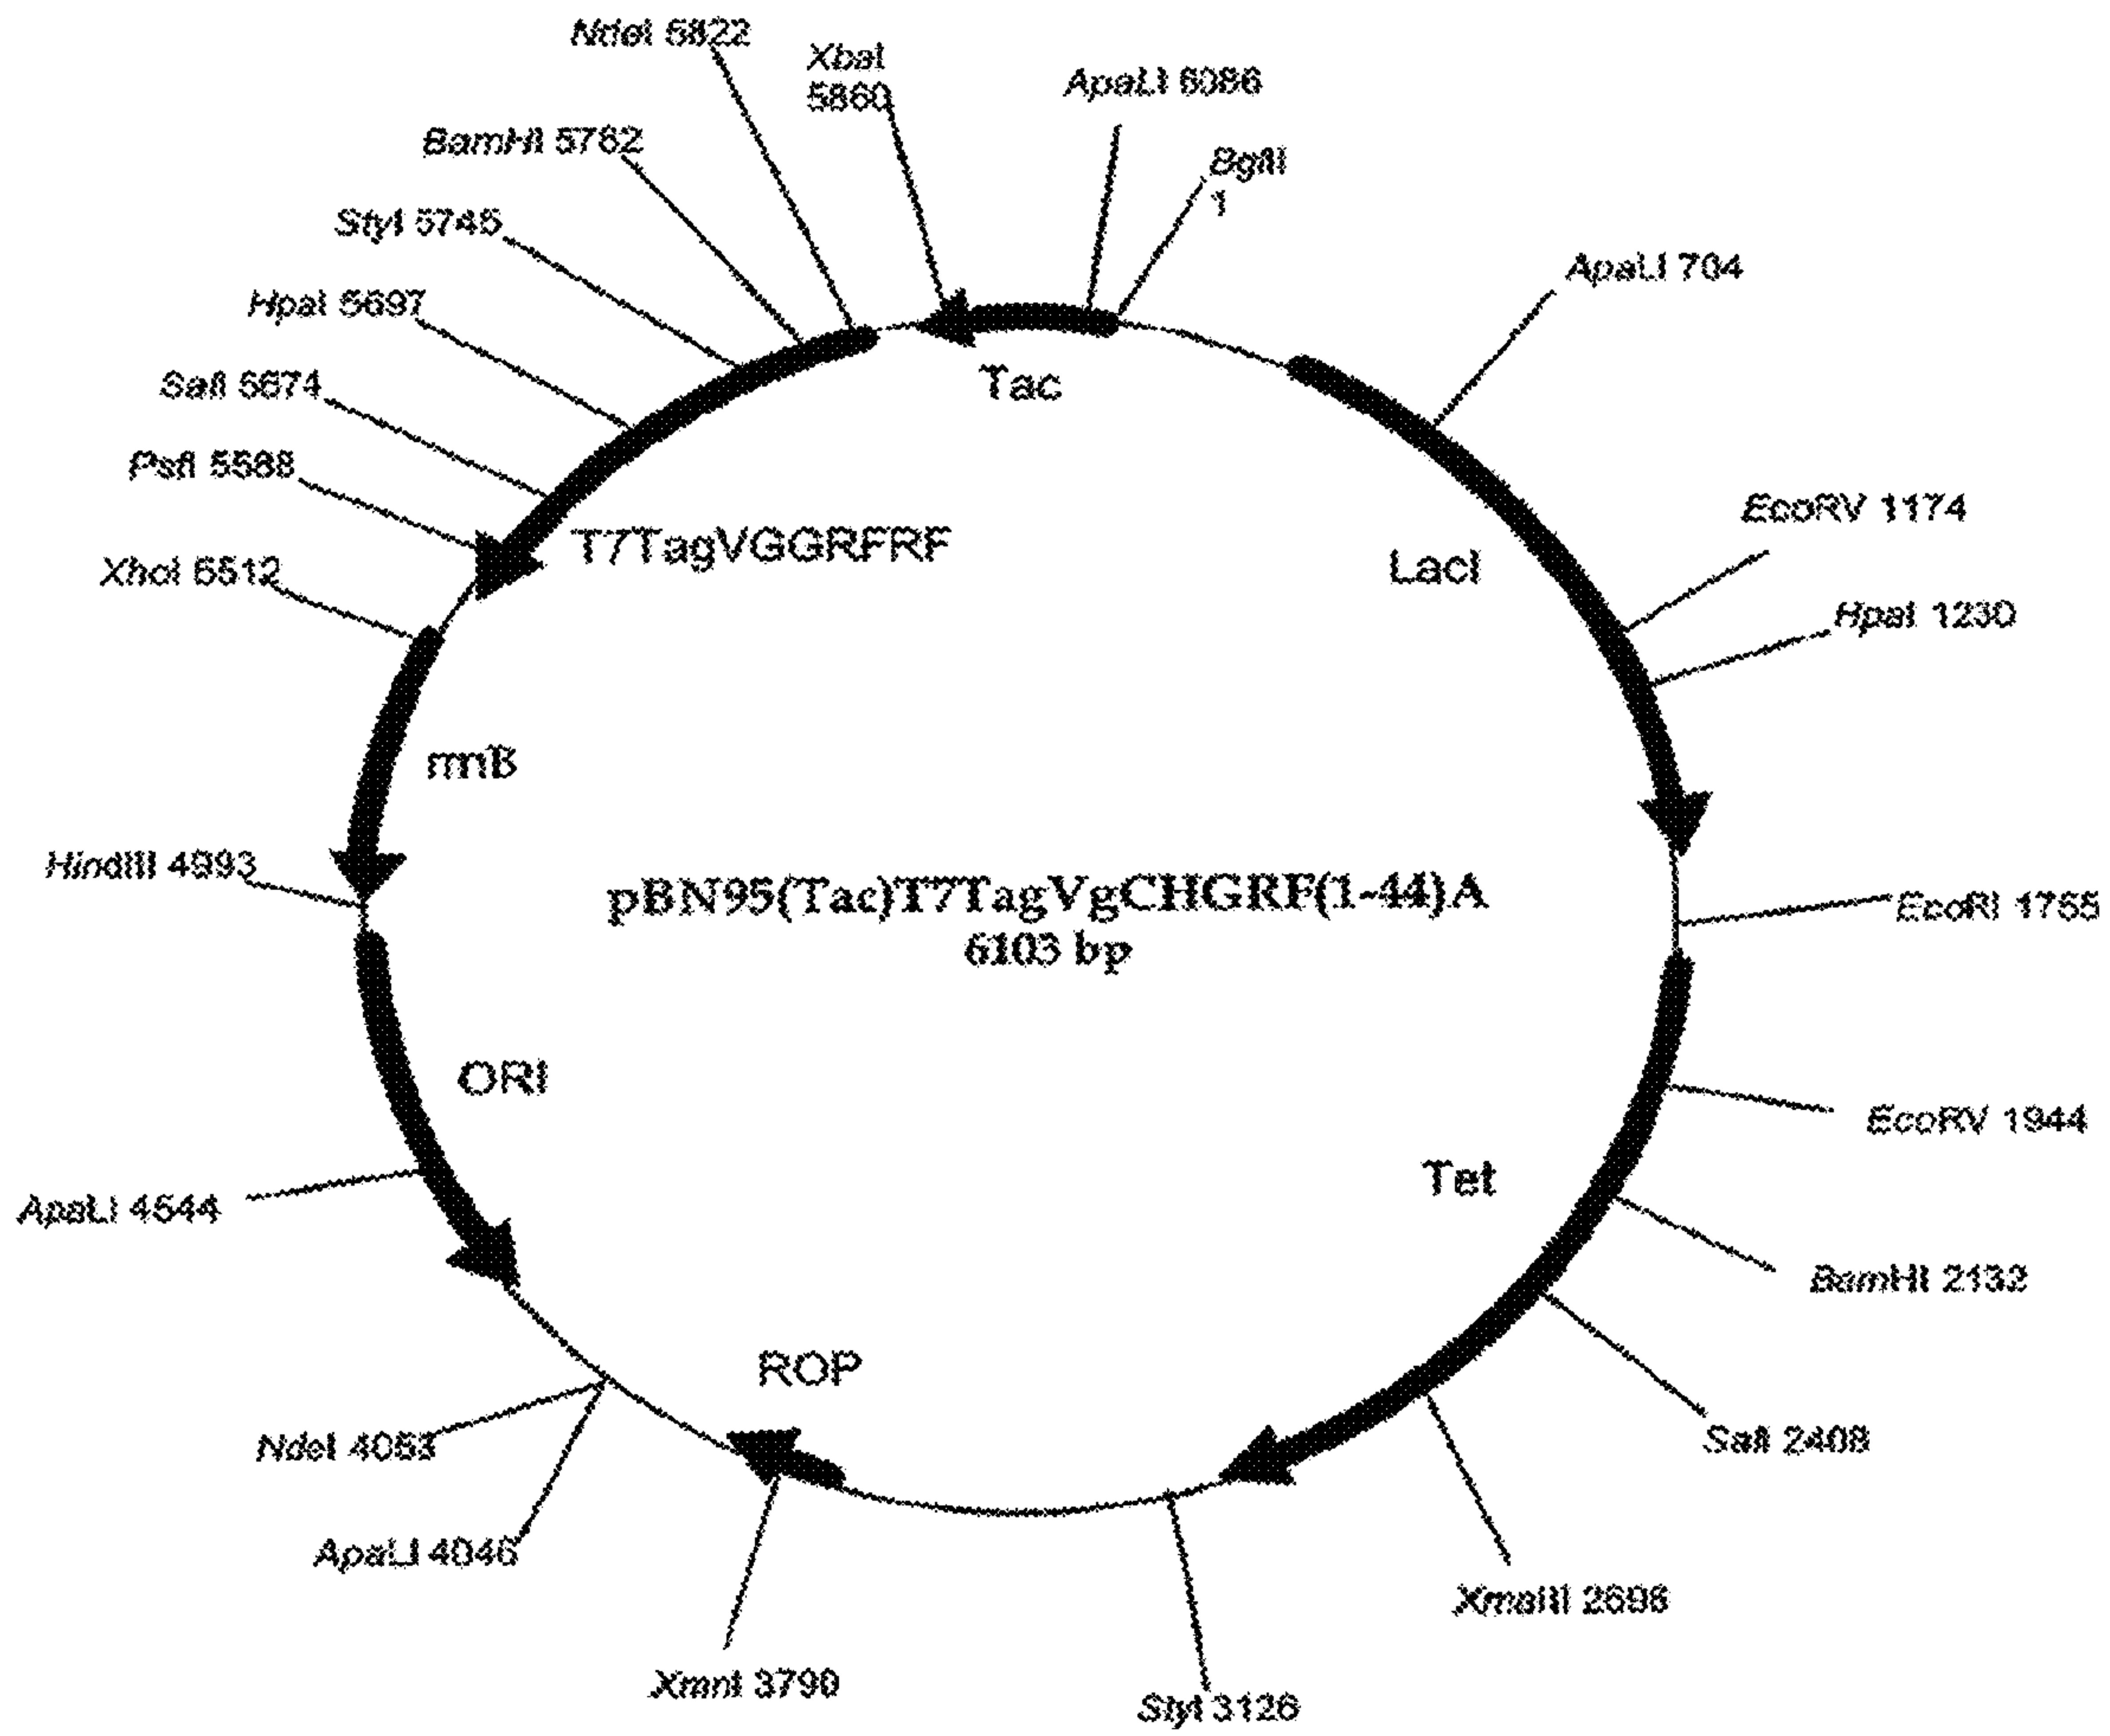 NdeI 5822
XbaI
5860
ApaLI 6086
BamHI 5762
BglII
1
StyI 5745
ApaLI 704
HpaI 5697
SalI 5674
Tac
PstI 5568
EcoRV 1174
T7TagVGGRFRF
LacI
XhoI 5512
HpaI 1230
rrnB
HindIII 4993
pBN95(Tac)T7TagVgCHGRF(1-44)A
6103 bp
EcoRI 1755
ORI
EcoRV 1944
Tet
ApaLI 4544
BamHI 2132
ROP
NdeI 4053
SalI 2408
ApaLI 4046
XmaIII 2698
XmnI 3790
StyI 3126